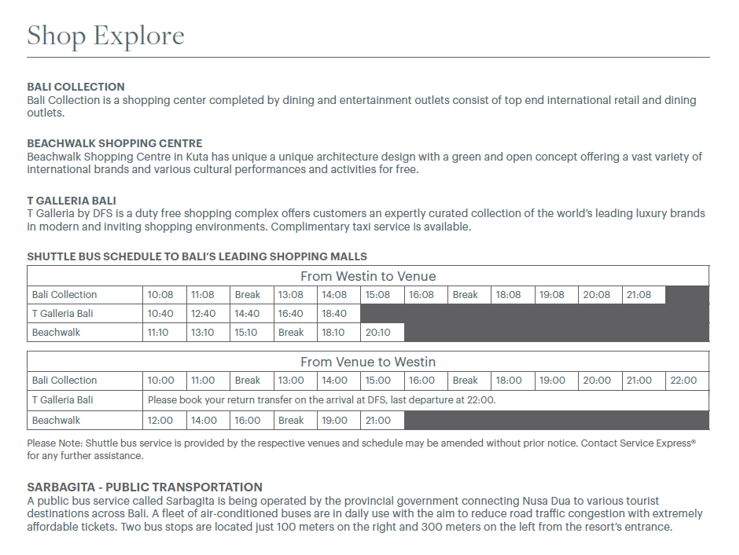 Shop Explore
BALI COLLECTION
Bali Collection is a shopping center completed by dining and entertainment outlets consist of top end international retail and dining
outlets.
BEACHWALK SHOPPING CENTRE
Beachwalk Shopping Centre in Kuta has unique a unique architecture design with a green and open concept offering a vast variety of
international brands and various cultural performances and activities for free.
T GALLERIA BALI
T Galleria by DFS is a duty free shopping complex offers customers an expertly curated collection of the world's leading luxury brands
in modern and inviting shopping environments. Complimentary taxi service is available.
SHUTTLE BUS SCHEDULE TO BALI'S LEADING SHOPPING MALLS
From Westin to Venue
Bali Collection 10:08 11:08 Break 13:08 14:08 15:08 16:08 Break 18:08 19:08 20:08 21:08
T Galleria Bali 10:40 12:40 14:40 16:40 18:40
Beachwalk 11:10 13:10 15:10 Break 18:10 20:10
From Venue to Westin
Bali Collection 10:00 11:00 Break 13:00 14:00 15:00 16:00 Break 18:00 19:00 20:00 21:00 22:00
T Galleria Bali Please book your return transfer on the arrival at DFS, last departure at 22:00.
Beachwalk 12:00 14:00 16:00 Break 19:00 21:00
Please Note: Shuttle bus service is provided by the respective venues and schedule may be amended without prior notice. Contact Service Express®
for any further assistance.
SARBAGITA - PUBLIC TRANSPORTATION
A public bus service called Sarbagita is being operated by the provincial government connecting Nusa Dua to various tourist
destinations across Bali. A fleet of air-conditioned buses are in daily use with the aim to reduce road traffic congestion with extremely
affordable tickets. Two bus stops are located just 100 meters on the right and 300 meters on the left from the resort's entrance.